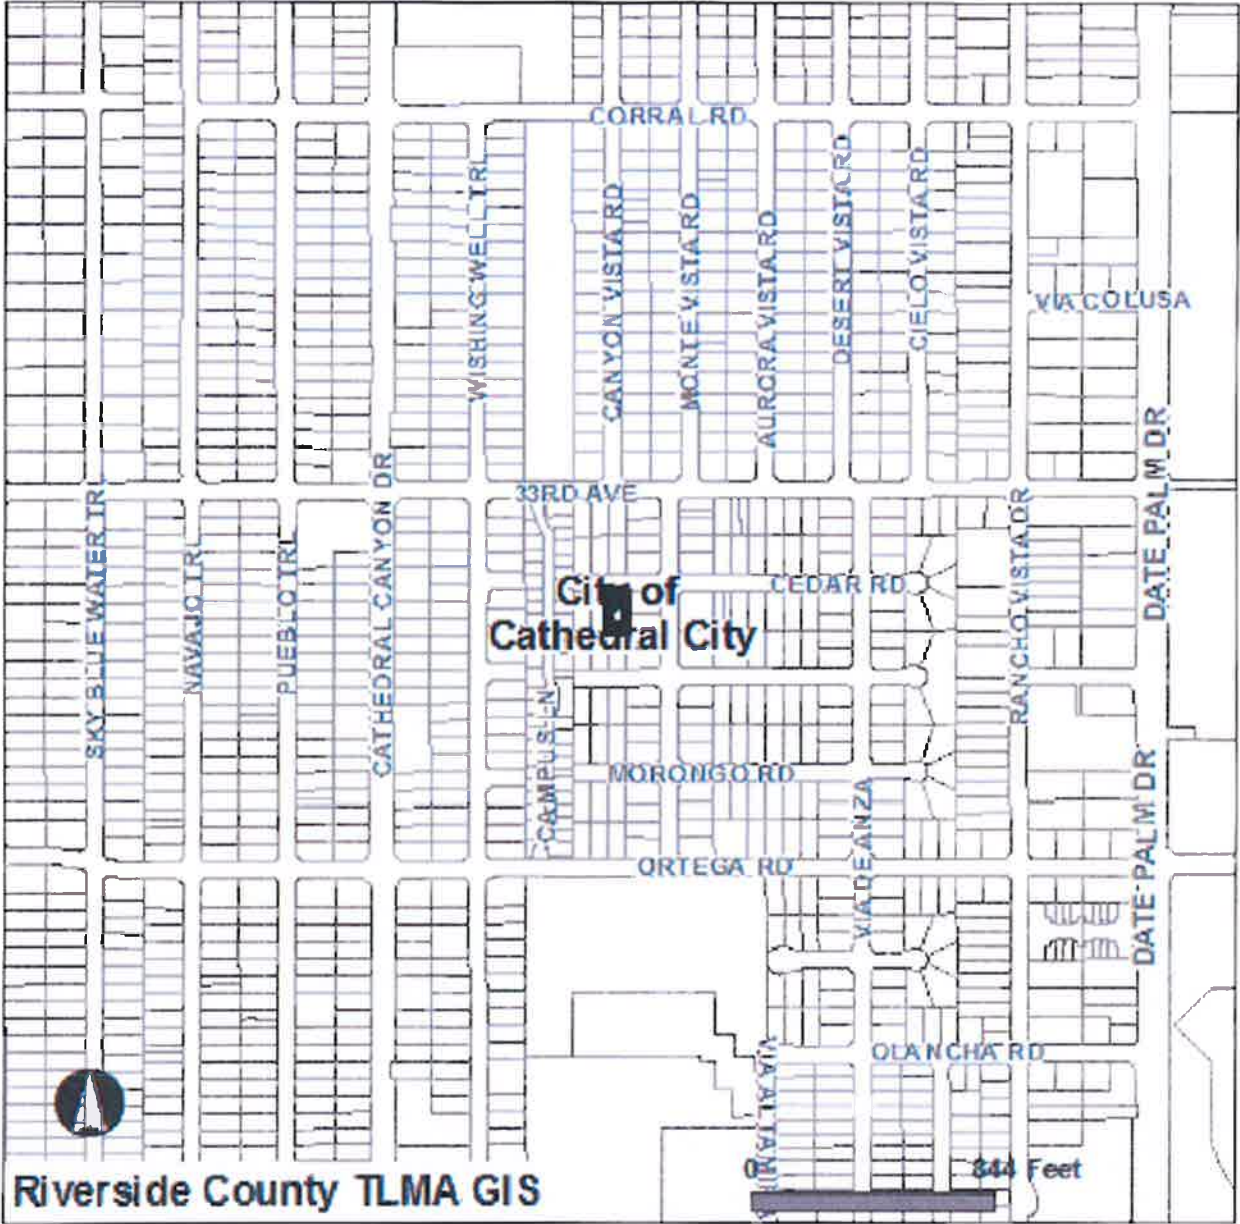 CORRAL RD
WISHING WELL TRL
CANYON VISTA RD
MONTE VISTA RD
AURORA VISTA RD
DESERT VISTA RD
CIELO VISTA RD
VIA COLUSA
DATE PALM DR
33RD AVE
SKY BLUE WATER TRL
NAVAJO TRL
PUEBLO TRL
CATHEDRAL CANYON DR
City of
Cathedral City
CEDAR RD
RANCHO VISTA DR
CAMPUS LN
MORONGO RD
VIA DE ANZA
DATE PALM DR
ORTEGA RD
OLANCHA RD
0 844 Feet
Riverside County TLMA GIS